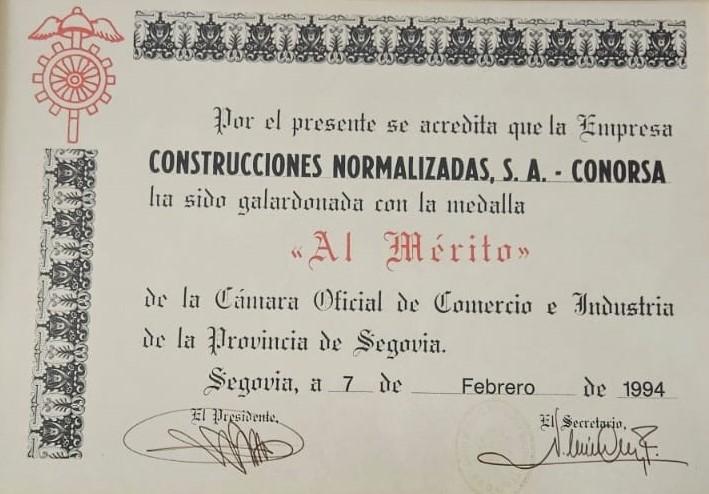 Por el presente se acredita que la Empresa
CONSTRUCCIONES NORMALIZADAS, S. A. - CONORSA
ha sido galardonada con la medalla
«Al Mérito»
de la Cámara Oficial de Comercio e Industria
de la Provincia de Segovia.
Segovia, a 7 de Febrero de 1994
El Presidente, El Secretario,